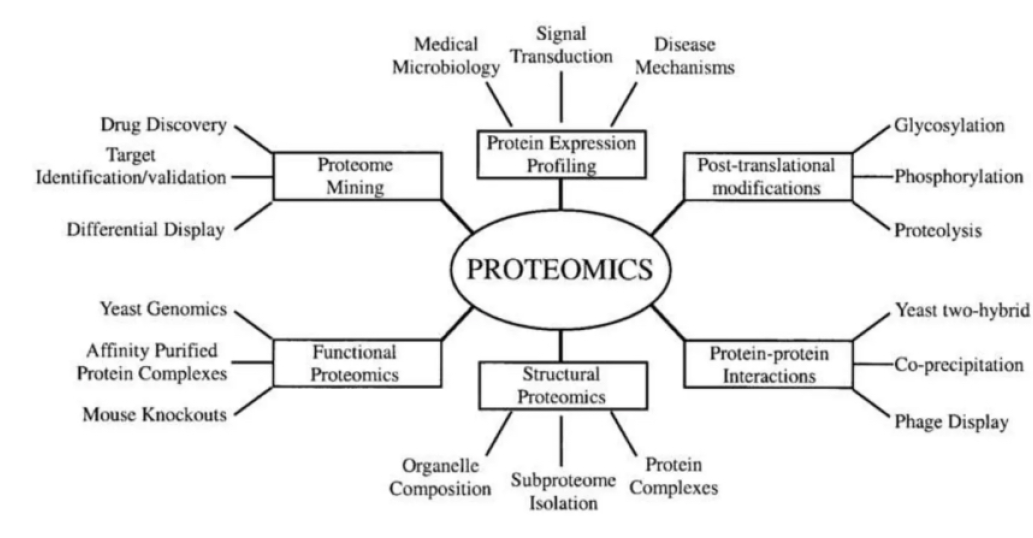 Medical
Microbiology
Signal
Transduction
Disease
Mechanisms
Drug Discovery
Target
Identification/validation
Differential Display
Proteome
Mining
Protein Expression
Profiling
Post-translational
modifications
Glycosylation
Phosphorylation
Proteolysis
PROTEOMICS
Yeast Genomics
Affinity Purified
Protein Complexes
Mouse Knockouts
Functional
Proteomics
Structural
Proteomics
Protein-protein
Interactions
Yeast two-hybrid
Co-precipitation
Phage Display
Organelle
Composition
Subproteome
Isolation
Protein
Complexes